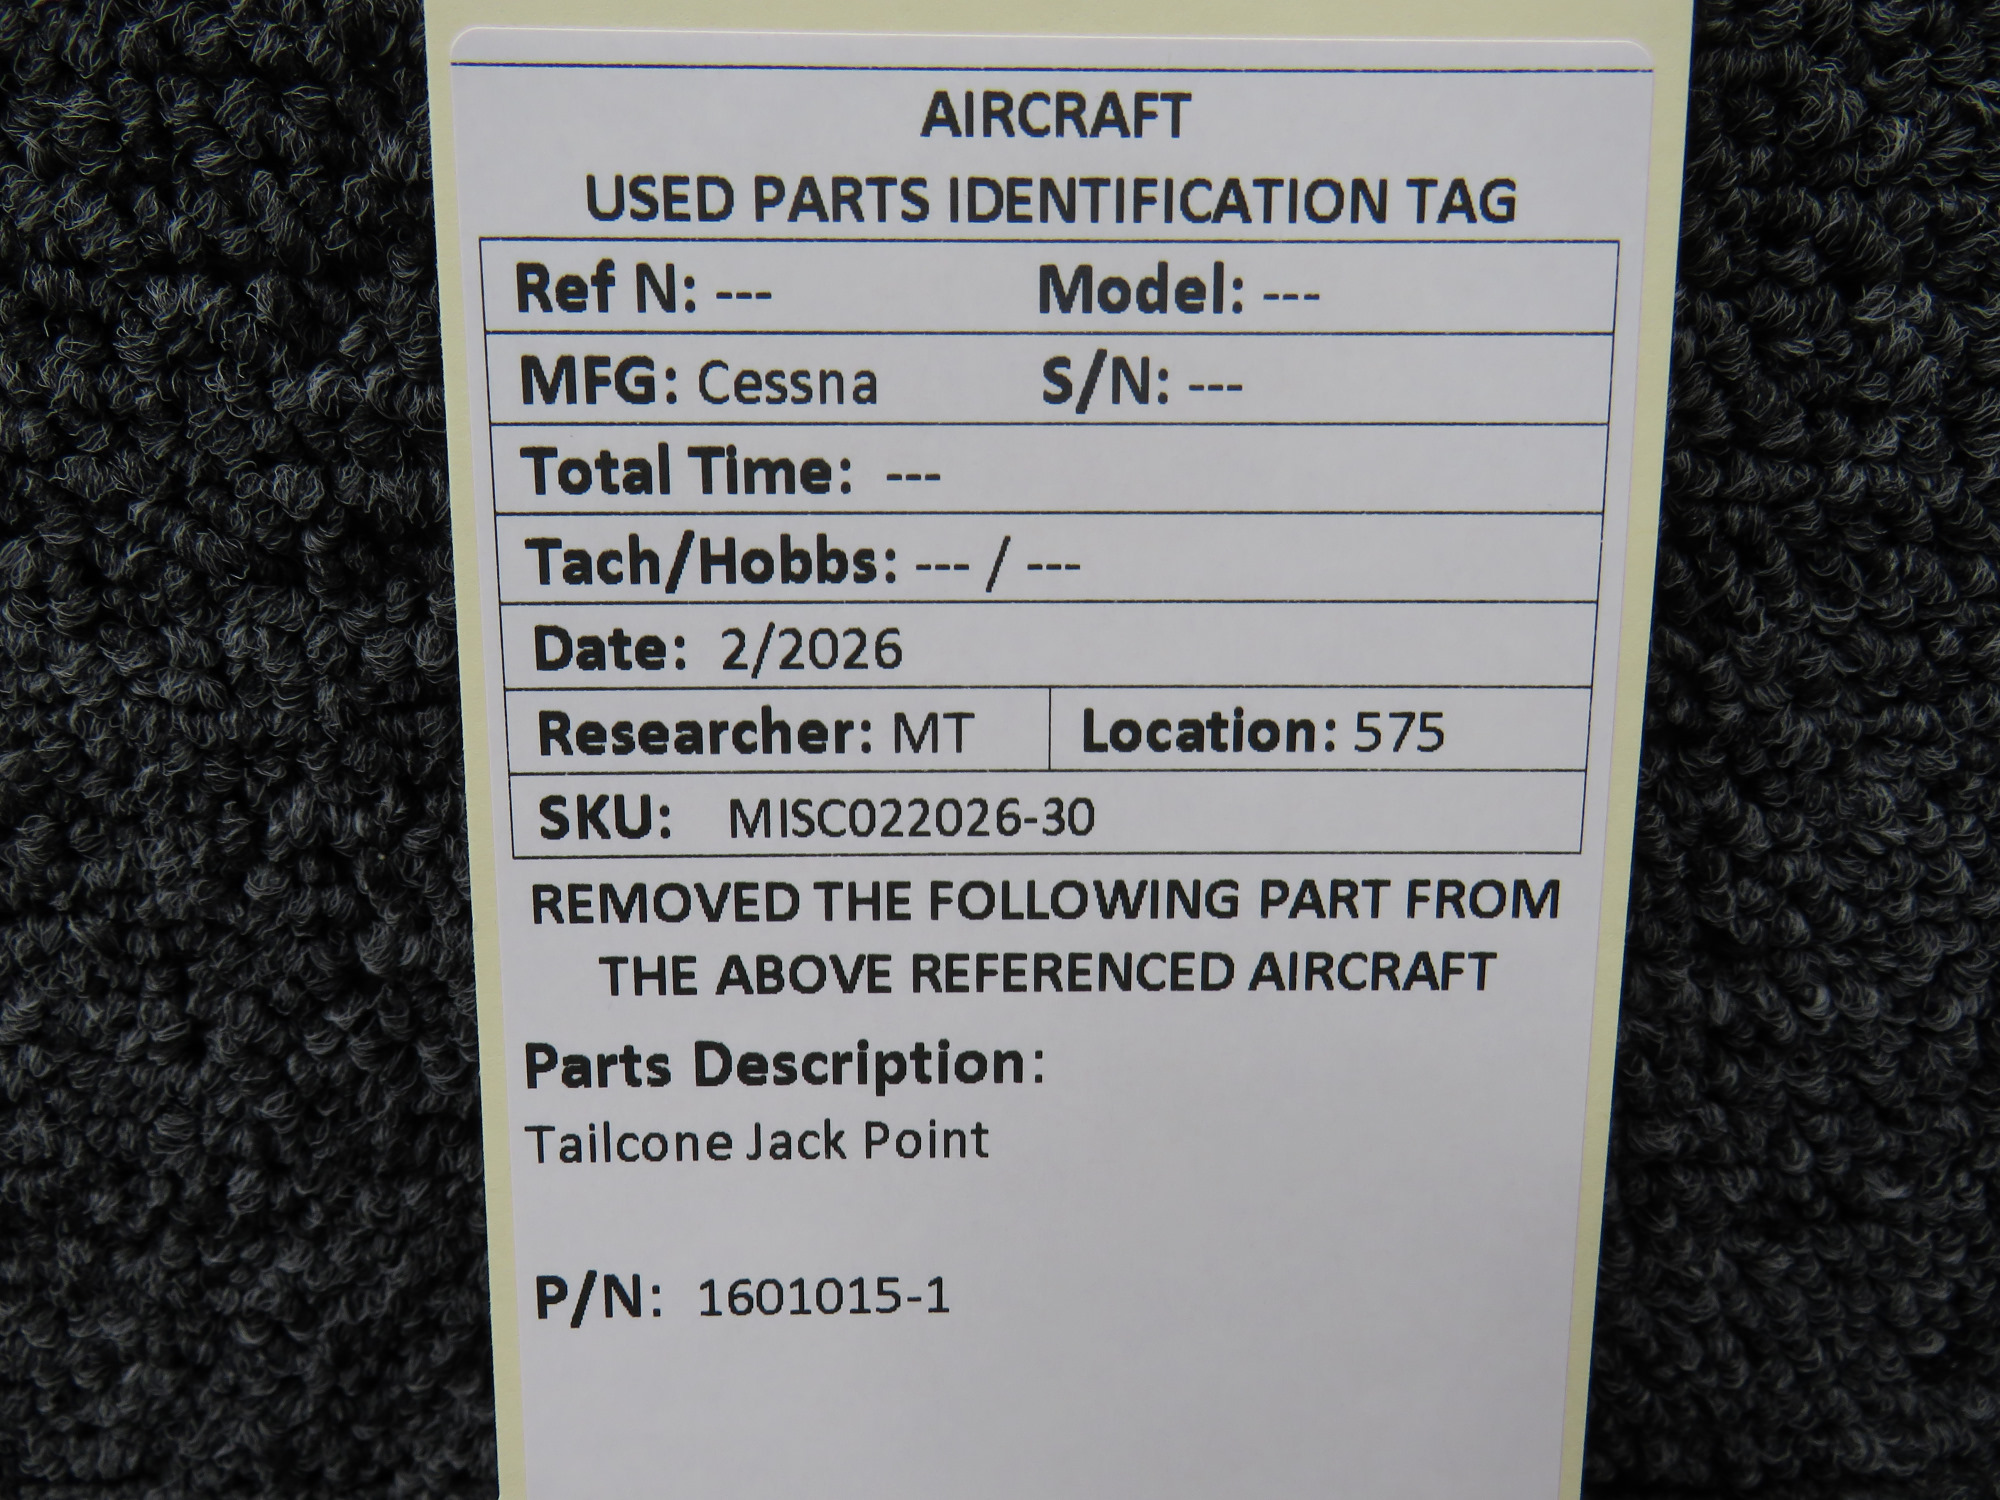 AIRCRAFT
USED PARTS IDENTIFICATION TAG
Ref N: --- Model: ---
MFG: Cessna S/N: ---
Total Time: ---
Tach/Hobbs: --- / ---
Date: 2/2026
Researcher: MT Location: 575
SKU: MISC022026-30
REMOVED THE FOLLOWING PART FROM
THE ABOVE REFERENCED AIRCRAFT
Parts Description:
Tailcone Jack Point
P/N: 1601015-1